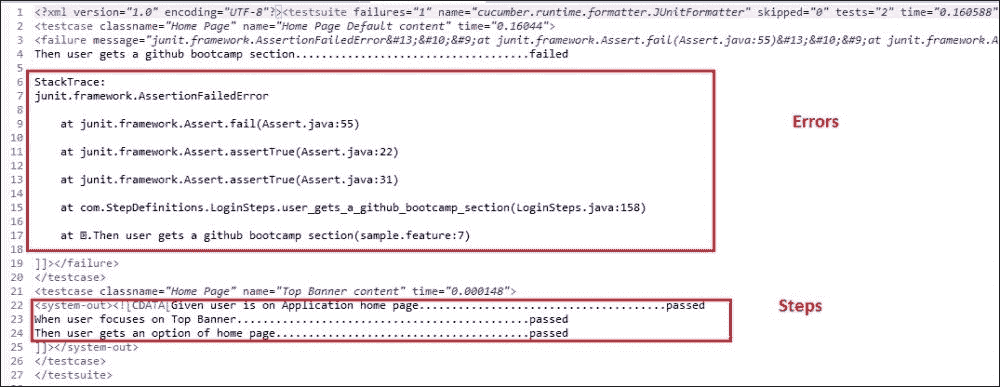 1 <?xml version="1.0" encoding="UTF-8"?><testsuite failures="1" name="cucumber.runtime.formatter.JUnitFormatter" skipped="0" tests="2" time="0.160588"
2 <testcase classname="Home Page" name="Home Page Default content" time="0.16044">
3 <failure message="junit.framework.AssertionFailedError&#13;&#10;&#9;at junit.framework.Assert.fail(Assert.java:55)&#13;&#10;&#9;at junit.framework.A
4 Then user gets a github bootcamp section..................................failed
5
6 StackTrace:
7 junit.framework.AssertionFailedError
8
9 at junit.framework.Assert.fail(Assert.java:55)
10
11 at junit.framework.Assert.assertTrue(Assert.java:22)
12
13 at junit.framework.Assert.assertTrue(Assert.java:31)
14
15 at com.StepDefinitions.LoginSteps.user_gets_a_github_bootcamp_section(LoginSteps.java:158)
16
17 at .Then user gets a github bootcamp section(sample.feature:7)
18
19 ]]></failure>
20 </testcase>
21 <testcase classname="Home Page" name="Top Banner content" time="0.000148">
22 <system-out><![CDATA[Given user is on Application home page....................................passed
23 When user focuses on Top Banner...........................................passed
24 Then user gets an option of home page.....................................passed
25 ]]></system-out>
26 </testcase>
27 </testsuite>
Errors
Steps